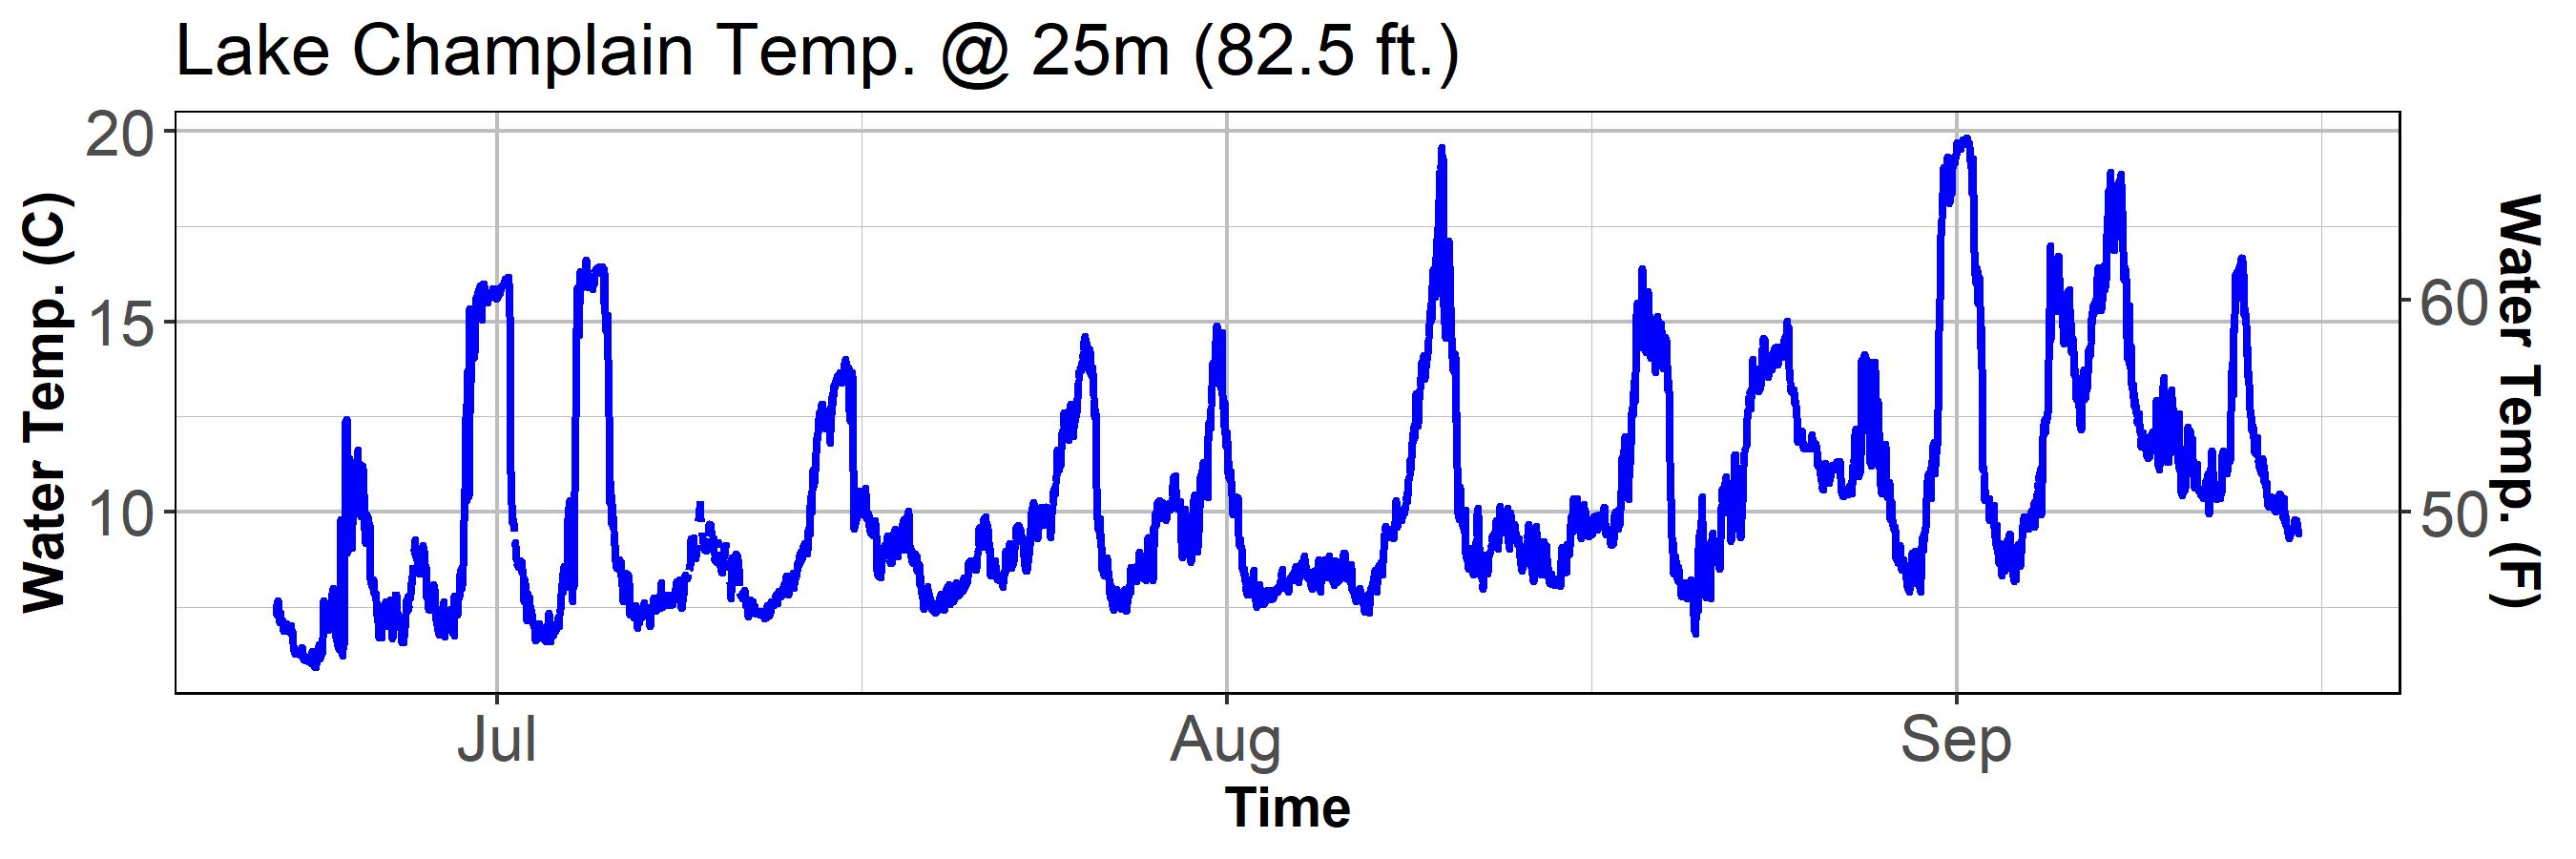 Lake Champlain Temp. @ 25m (82.5 ft.)
Water Temp. (C)
20
15
10
60
50
Water Temp. (F)
Jul
Aug
Sep
Time